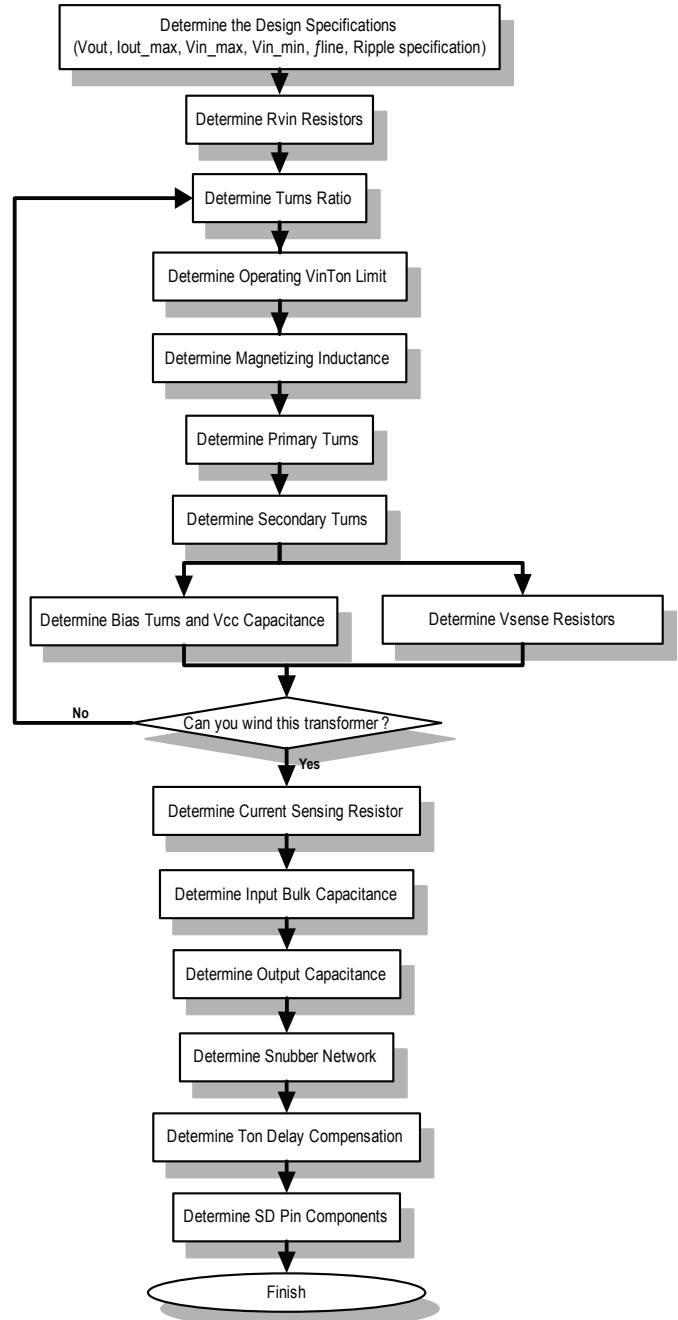 Determine the Design Specifications
(Vout, Iout_max, Vin_max, Vin_min, ƒline, Ripple specification)
Determine Rvin Resistors
Determine Turns Ratio
Determine Operating VinTon Limit
Determine Magnetizing Inductance
Determine Primary Turns
Determine Secondary Turns
Determine Bias Turns and Vcc Capacitance
Determine Vsense Resistors
No
Can you wind this transformer?
Yes
Determine Current Sensing Resistor
Determine Input Bulk Capacitance
Determine Output Capacitance
Determine Snubber Network
Determine Ton Delay Compensation
Determine SD Pin Components
Finish